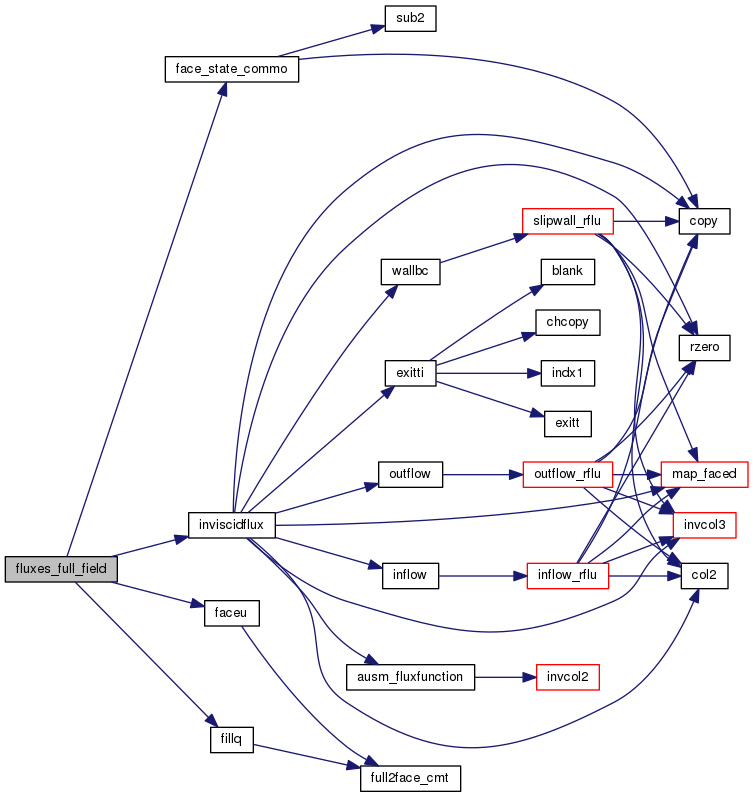 sub2
face_state_commo
slipwall_rflu
copy
wallbc
blank
chcopy
rzero
exitti
indx1
exitt
outflow
outflow_rflu
map_faced
inviscidflux
invcol3
fluxes_full_field
inflow
inflow_rflu
col2
faceu
ausm_fluxfunction
invcol2
fillq
full2face_cmt